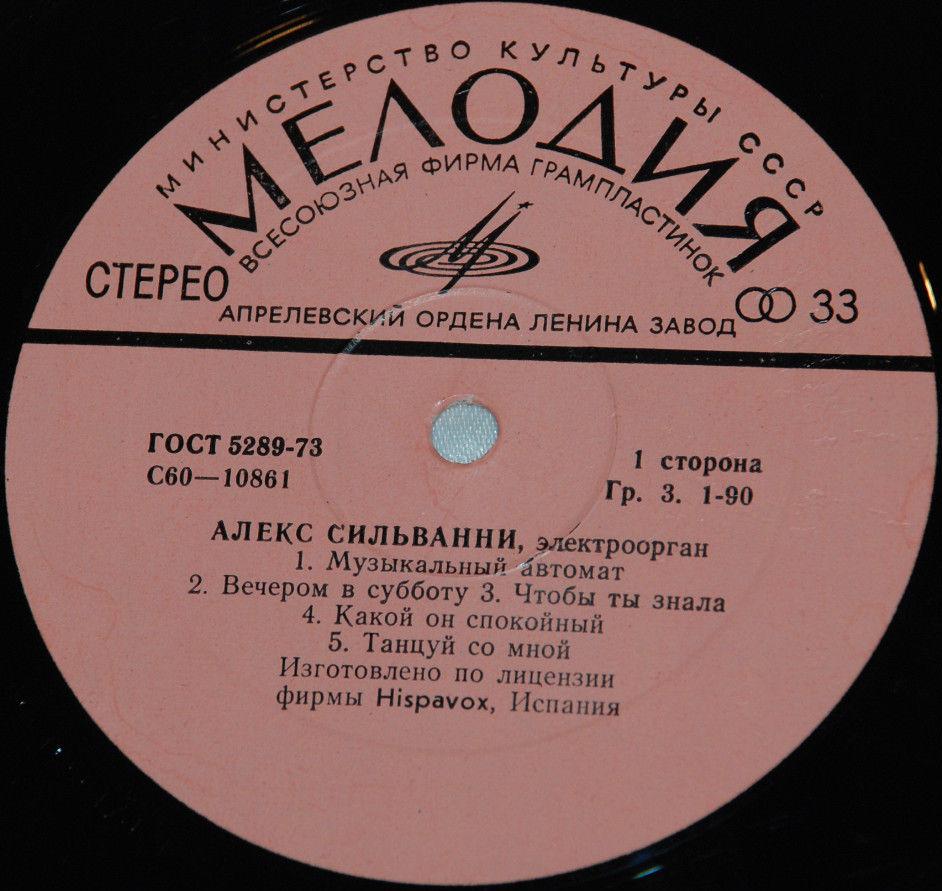 МИНИСТЕРСТВО КУЛЬТУРЫ СССР
МЕЛОДИЯ
ВСЕСОЮЗНАЯ ФИРМА ГРАМПЛАСТИНОК
СТЕРЕО
33
АПРЕЛЕВСКИЙ ОРДЕНА ЛЕНИНА ЗАВОД
ГОСТ 5289-73
С60—10861
1 сторона
Гр. 3. 1-90
АЛЕКС СИЛЬВАННИ, электроорган
1. Музыкальный автомат
2. Вечером в субботу 3. Чтобы ты знала
4. Какой он спокойный
5. Танцуй со мной
Изготовлено по лицензии
фирмы Hispavox, Испания